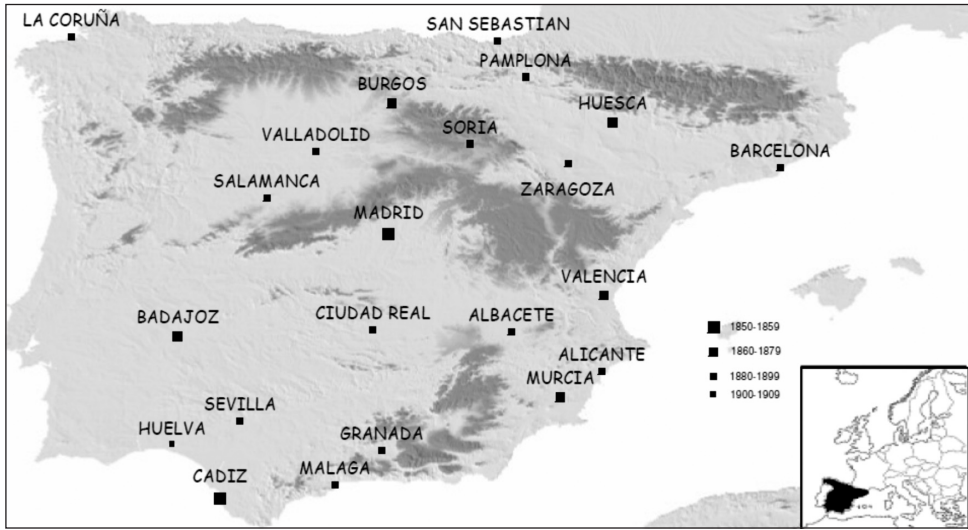 LA CORUÑA
SAN SEBASTIAN
PAMPLONA
BURGOS
HUESCA
VALLADOLID
SORIA
BARCELONA
SALAMANCA
ZARAGOZA
MADRID
VALENCIA
BADAJOZ
CIUDAD REAL
ALBACETE
1850-1859
1860-1879
1880-1899
1900-1909
ALICANTE
MURCIA
SEVILLA
HUELVA
GRANADA
MALAGA
CADIZ